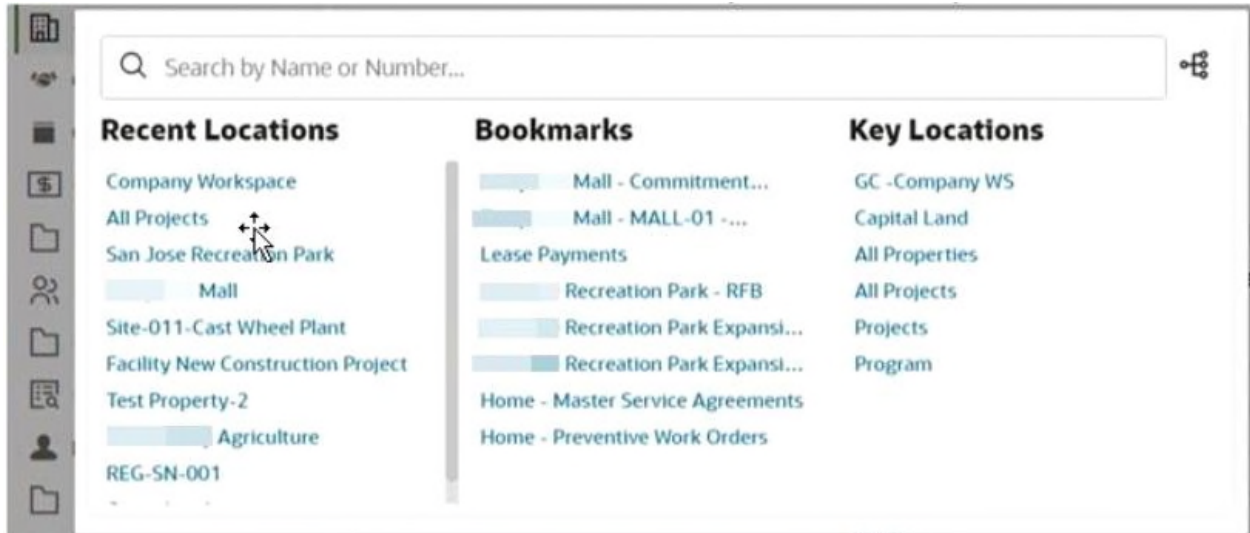 Search by Name or Number...
Recent Locations
Company Workspace
All Projects
San Jose Recreation Park
Mall
Site-011-Cast Wheel Plant
Facility New Construction Project
Test Property-2
Agriculture
REG-SN-001
Bookmarks
Mall - Commitment...
Mall - MALL-01 -...
Lease Payments
Recreation Park - RFB
Recreation Park Expansi...
Recreation Park Expansi...
Home - Master Service Agreements
Home - Preventive Work Orders
Key Locations
GC -Company WS
Capital Land
All Properties
All Projects
Projects
Program